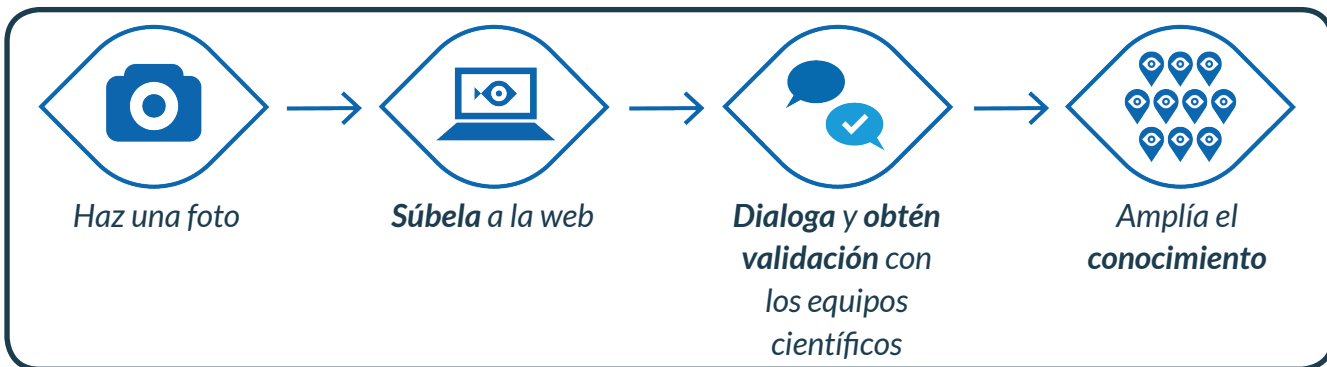 Haz una foto
Súbela a la web
Dialoga y obtén
validación con
los equipos
científicos
Amplía el
conocimiento